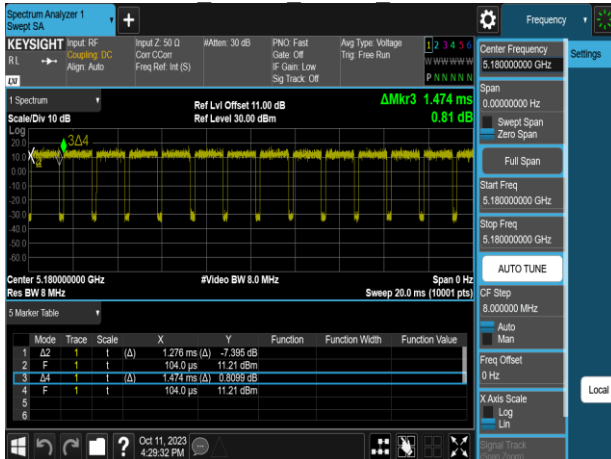 Spectrum Analyzer 1
Swept SA
Frequency
KEYSIGHT
Input: RF
Input Z: 50 Ω
#Atten: 30 dB
PNO: Fast
Avg Type: Voltage
1 2 3 4 5 6
RL
Coupling: DC
Corr CCorr
Gate: Off
Trig: Free Run
W W W W W W
Align: Auto
Freq Ref: Int (S)
IF Gain: Low
P N N N N N
Sig Track: Off
LXI
1 Spectrum
Ref Lvl Offset 11.00 dB
ΔMkr3 1.474 ms
Scale/Div 10 dB
Ref Level 30.00 dBm
0.81 dB
Log
20.0
10.0
0.00
-10.0
-20.0
-30.0
-40.0
-50.0
-60.0
3Δ4
X
Center 5.180000000 GHz
#Video BW 8.0 MHz
Span 0 Hz
Res BW 8 MHz
Sweep 20.0 ms (10001 pts)
5 Marker Table
Mode Trace Scale X Y Function Function Width Function Value
1 Δ2 1 t (Δ) 1.276 ms (Δ) -7.395 dB
2 F 1 t 104.0 µs 11.21 dBm
3 Δ4 1 t (Δ) 1.474 ms (Δ) 0.8099 dB
4 F 1 t 104.0 µs 11.21 dBm
5
6
Oct 11, 2023
4:29:32 PM
?
Center Frequency
5.180000000 GHz
Span
0.00000000 Hz
Swept Span
Zero Span
Full Span
Start Freq
5.180000000 GHz
Stop Freq
5.180000000 GHz
AUTO TUNE
CF Step
8.000000 MHz
Auto
Man
Freq Offset
0 Hz
X Axis Scale
Log
Lin
Signal Track
(Span Zoom)
Settings
Local